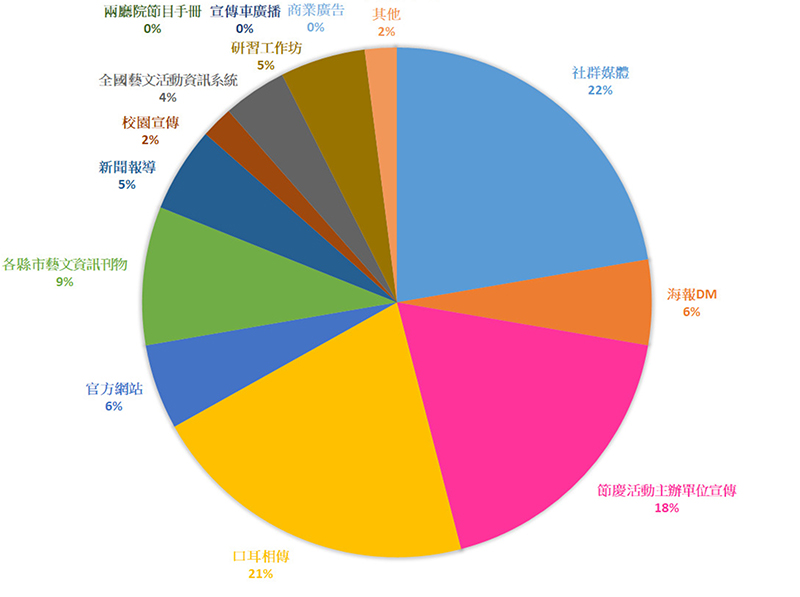 兩廳院節目手冊
0%
宣傳車廣播
0%
商業廣告
0%
其他
2%
社群媒體
22%
海報DM
6%
節慶活動主辦單位宣傳
18%
口耳相傳
21%
官方網站
6%
各縣市藝文資訊刊物
9%
新聞報導
5%
校園宣傳
2%
全國藝文活動資訊系統
4%
研習工作坊
5%